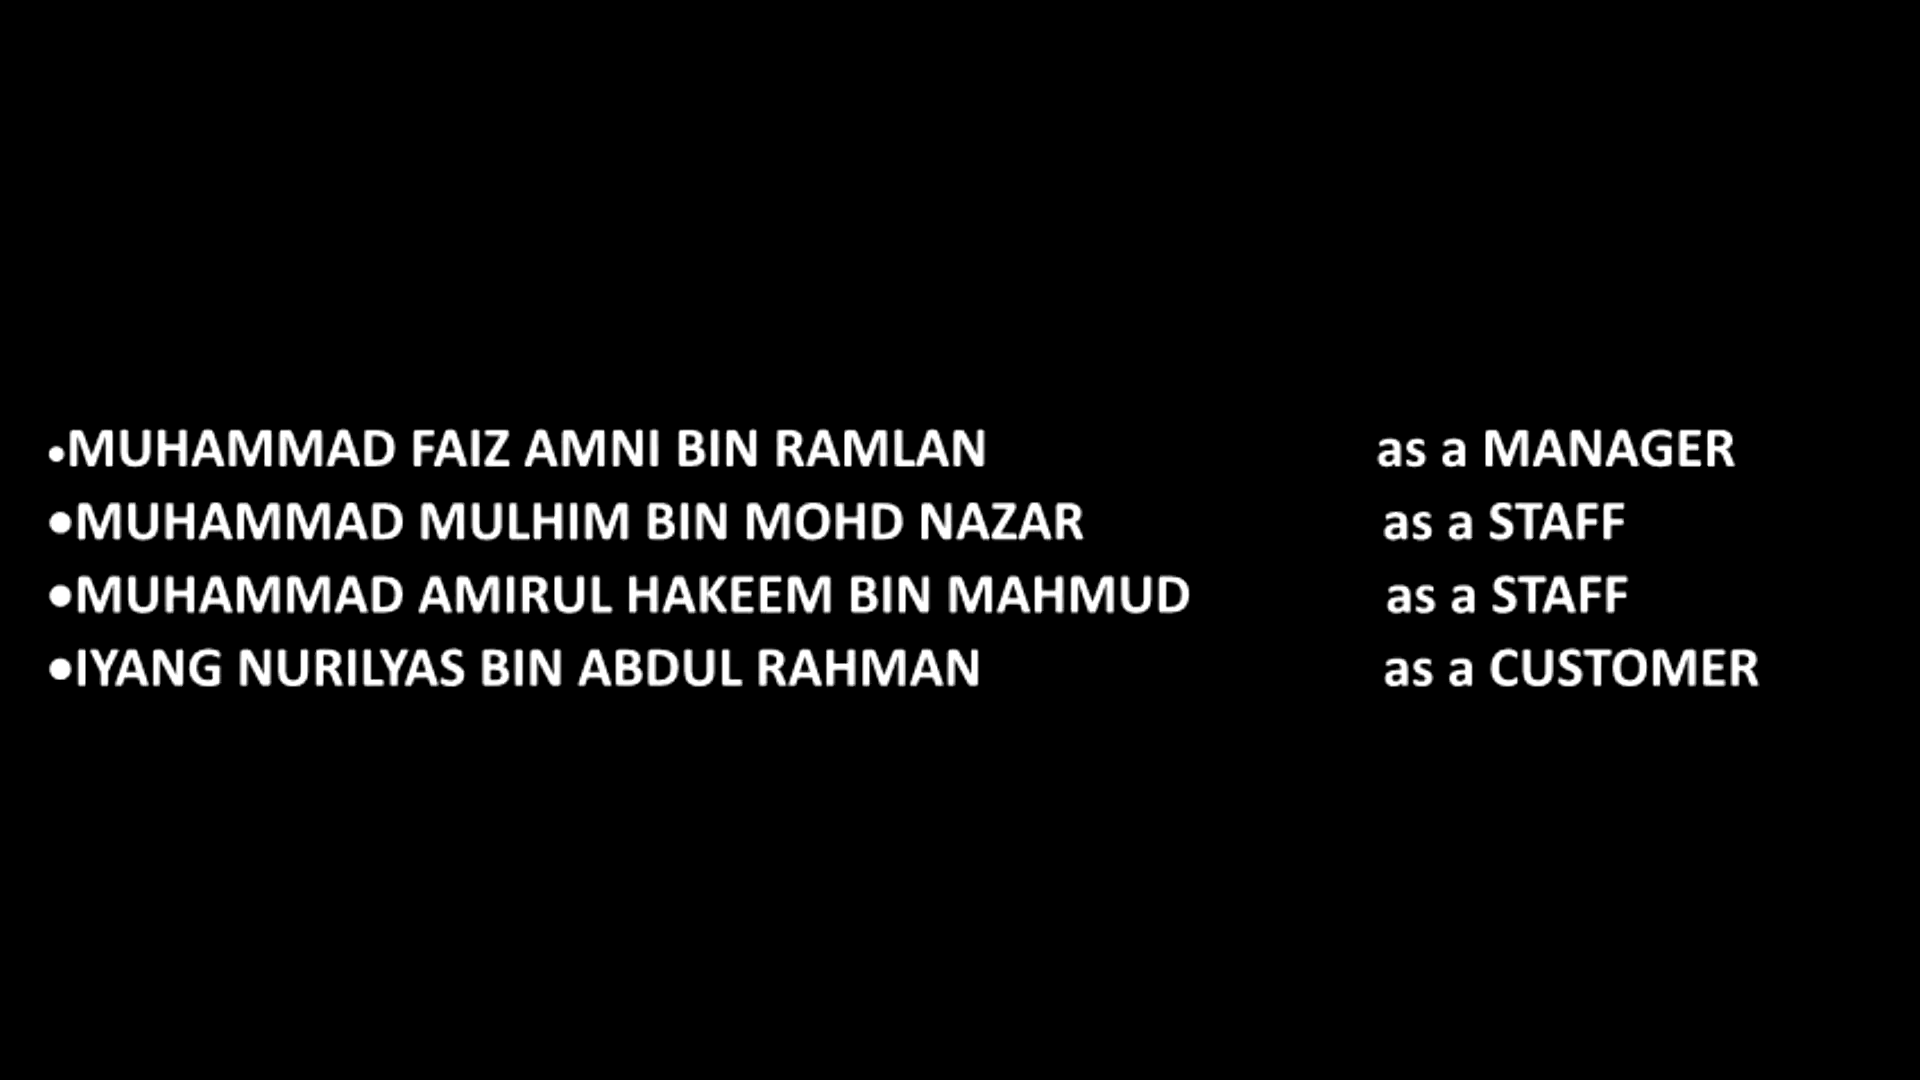 •MUHAMMAD FAIZ AMNI BIN RAMLAN as a MANAGER
•MUHAMMAD MULHIM BIN MOHD NAZAR as a STAFF
•MUHAMMAD AMIRUL HAKEEM BIN MAHMUD as a STAFF
•IYANG NURILYAS BIN ABDUL RAHMAN as a CUSTOMER